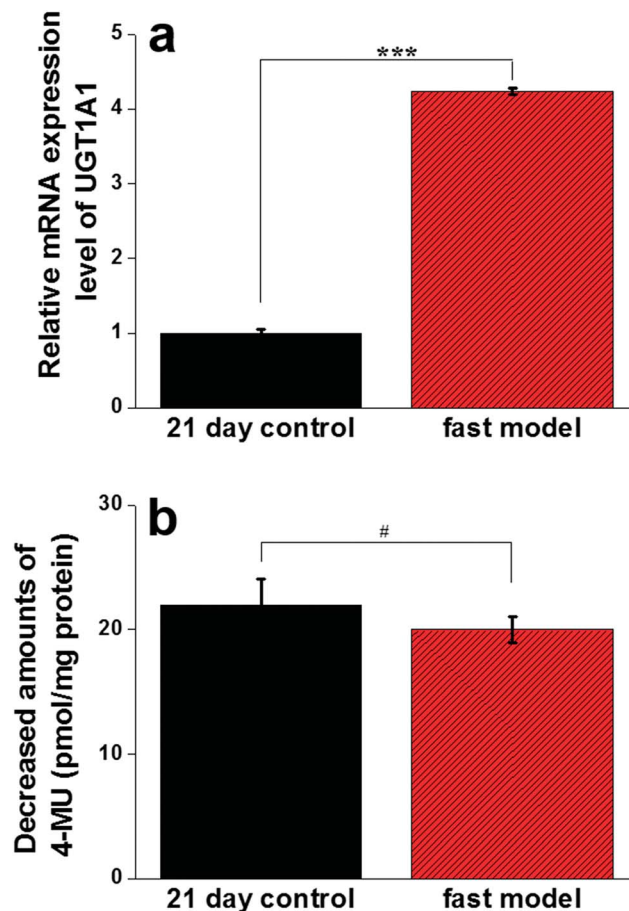 a
5
4
3
2
1
0
Relative mRNA expression
level of UGT1A1
***
21 day control
fast model
b
30
20
10
0
Decreased amounts of
4-MU (pmol/mg protein)
#
21 day control
fast model